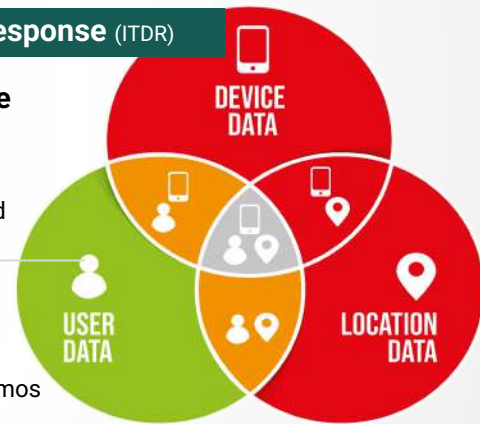 esponse (ITDR)
e
DEVICE
DATA
d
USER
DATA
LOCATION
DATA
mos